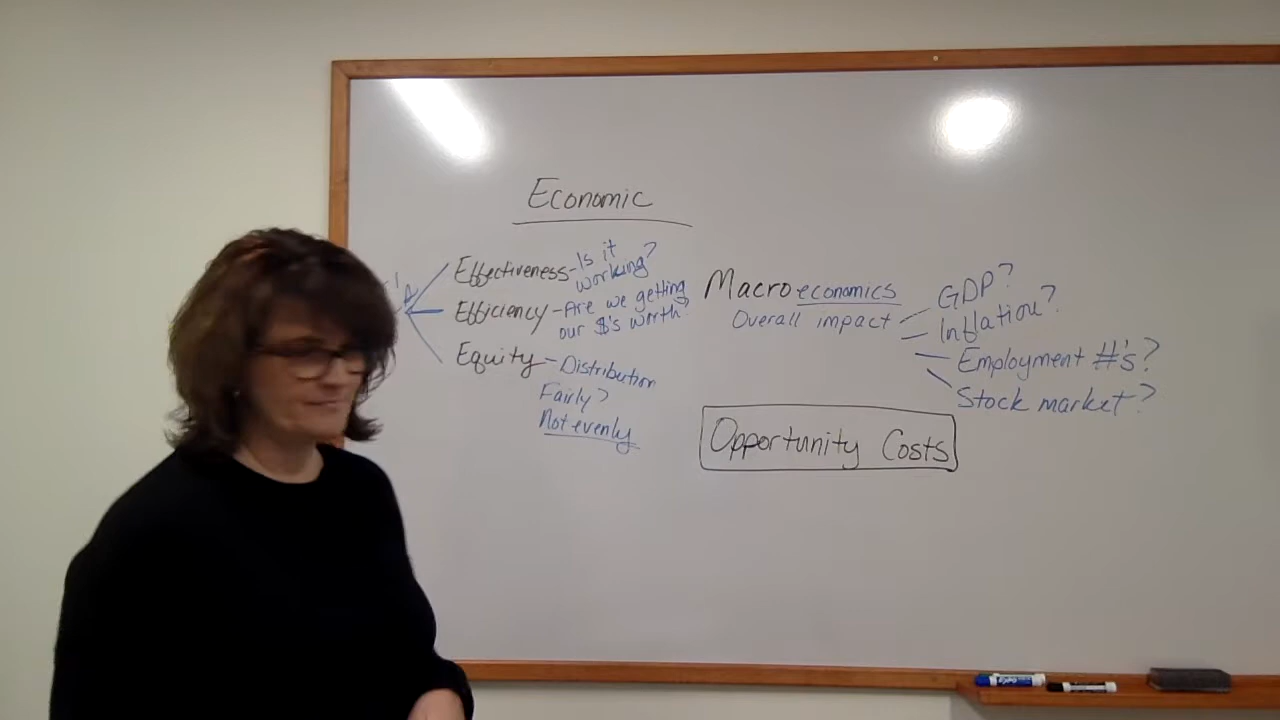 Economic
Effectiveness - Is it
working?
Efficiency - Are we getting
our $'s worth?
Equity - Distribution
Fairly?
Not evenly
Macroeconomics
Overall impact
GDP?
Inflation?
Employment #'s?
Stock market?
Opportunity Costs